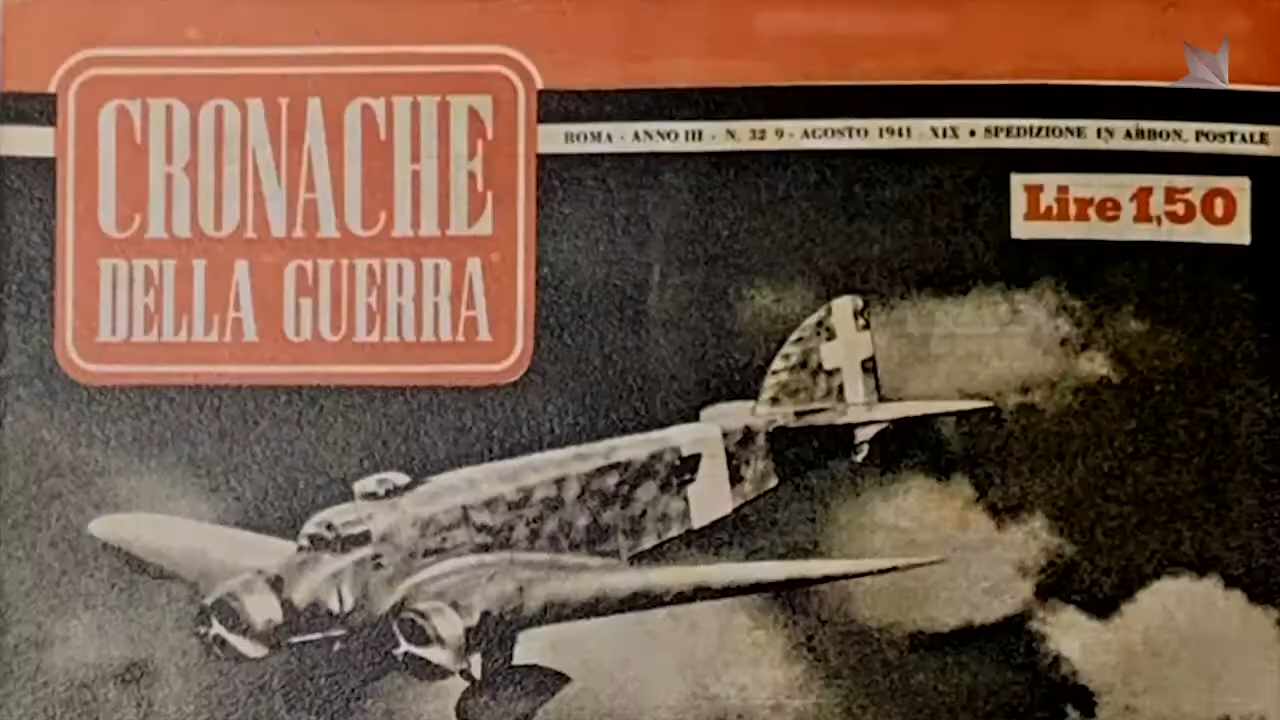 CRONACHE
DELLA GUERRA
ROMA - ANNO III - N. 32 9 - AGOSTO 1941 - XIX • SPEDIZIONE IN ABBON. POSTALE
Lire 1,50